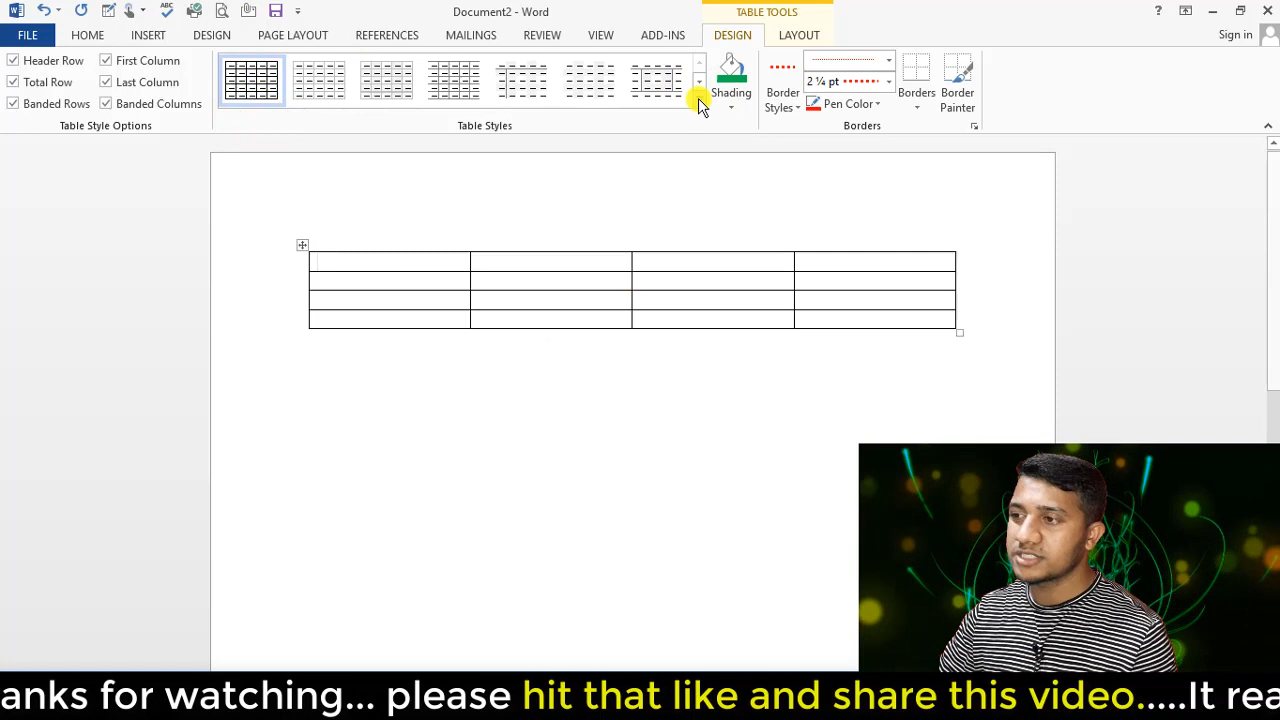 Document2 - Word
TABLE TOOLS
?
FILE
HOME
INSERT
DESIGN
PAGE LAYOUT
REFERENCES
MAILINGS
REVIEW
VIEW
ADD-INS
DESIGN
LAYOUT
Sign in
Header Row
First Column
Total Row
Last Column
Banded Rows
Banded Columns
Table Style Options
Table Styles
Shading
Border
Styles
2 ¼ pt
Pen Color
Borders
Border
Painter
Borders
anks for watching... please hit that like and share this video.....It rea